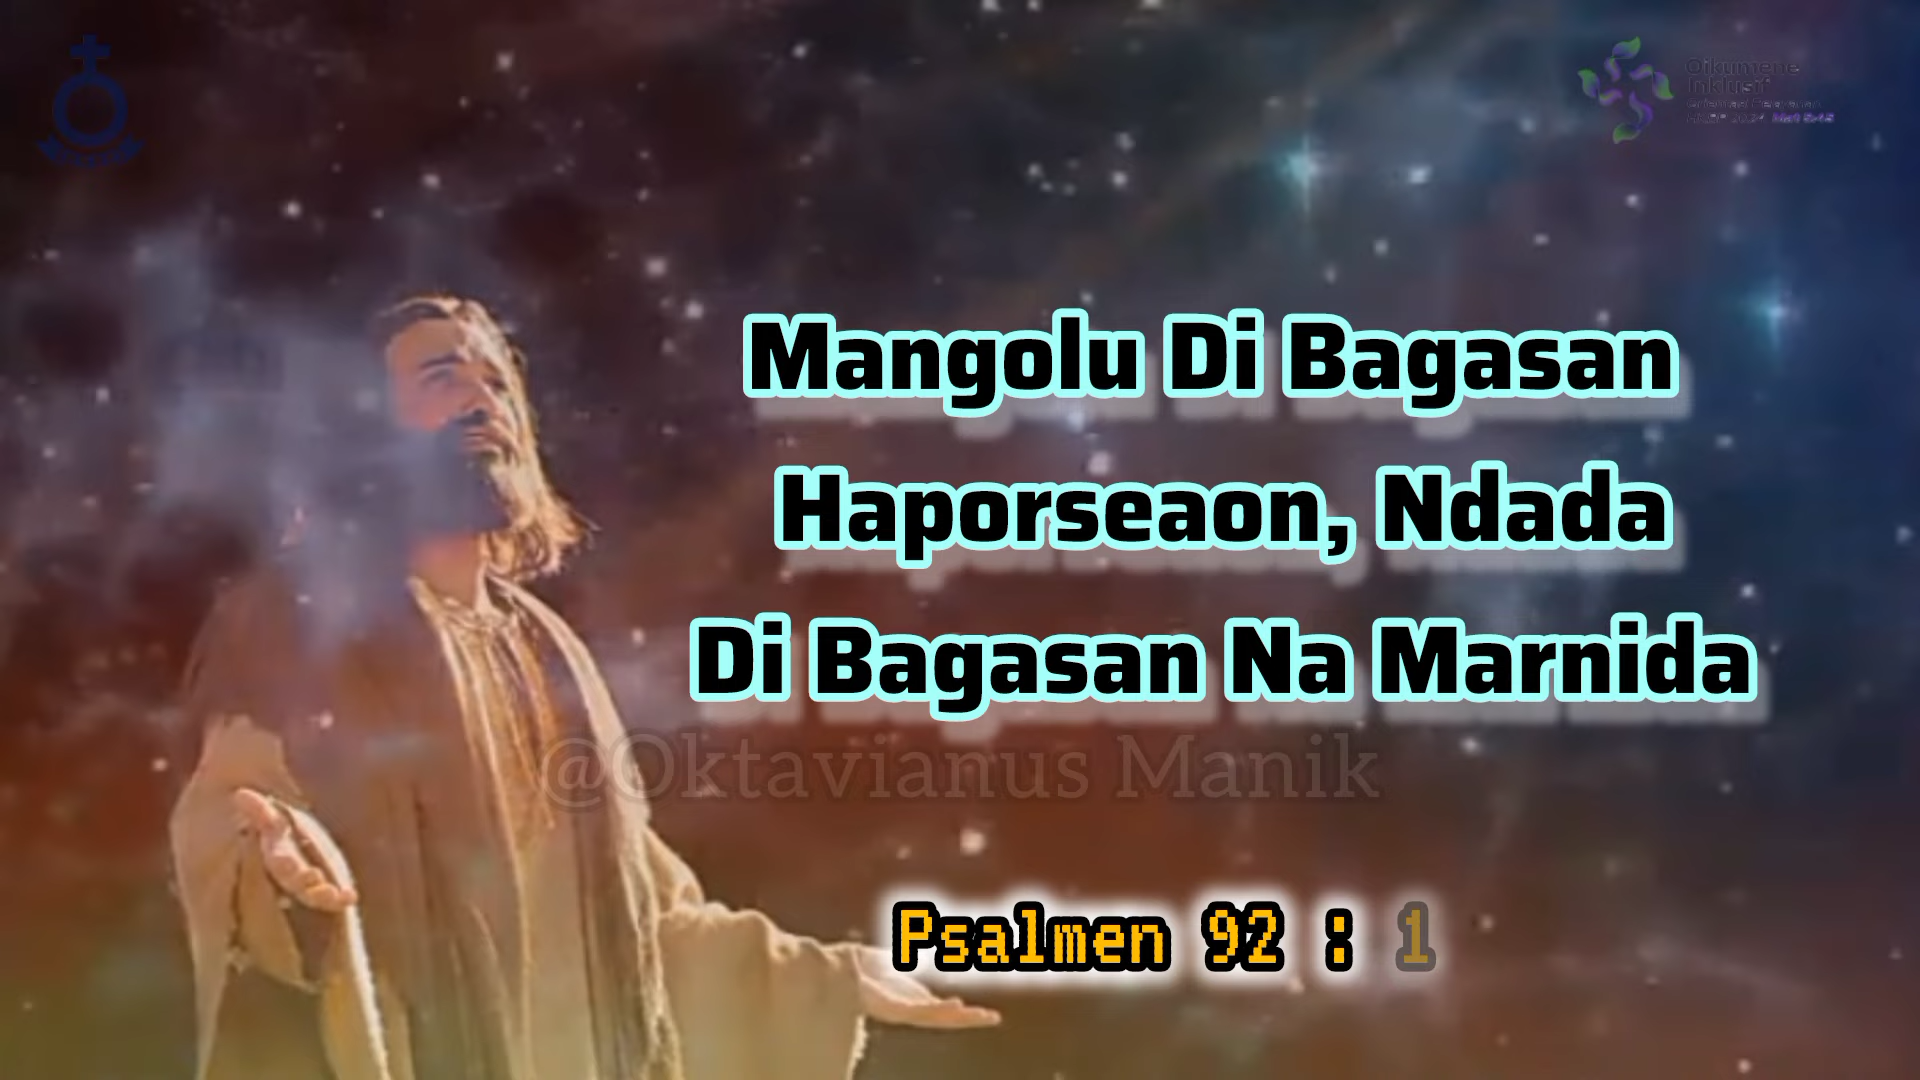 Oikumene
Inklusif
Mangolu Di Bagasan
Haporseaon, Ndada
Di Bagasan Na Marnida
@Oktavianus Manik
Psalmen 92 : 1